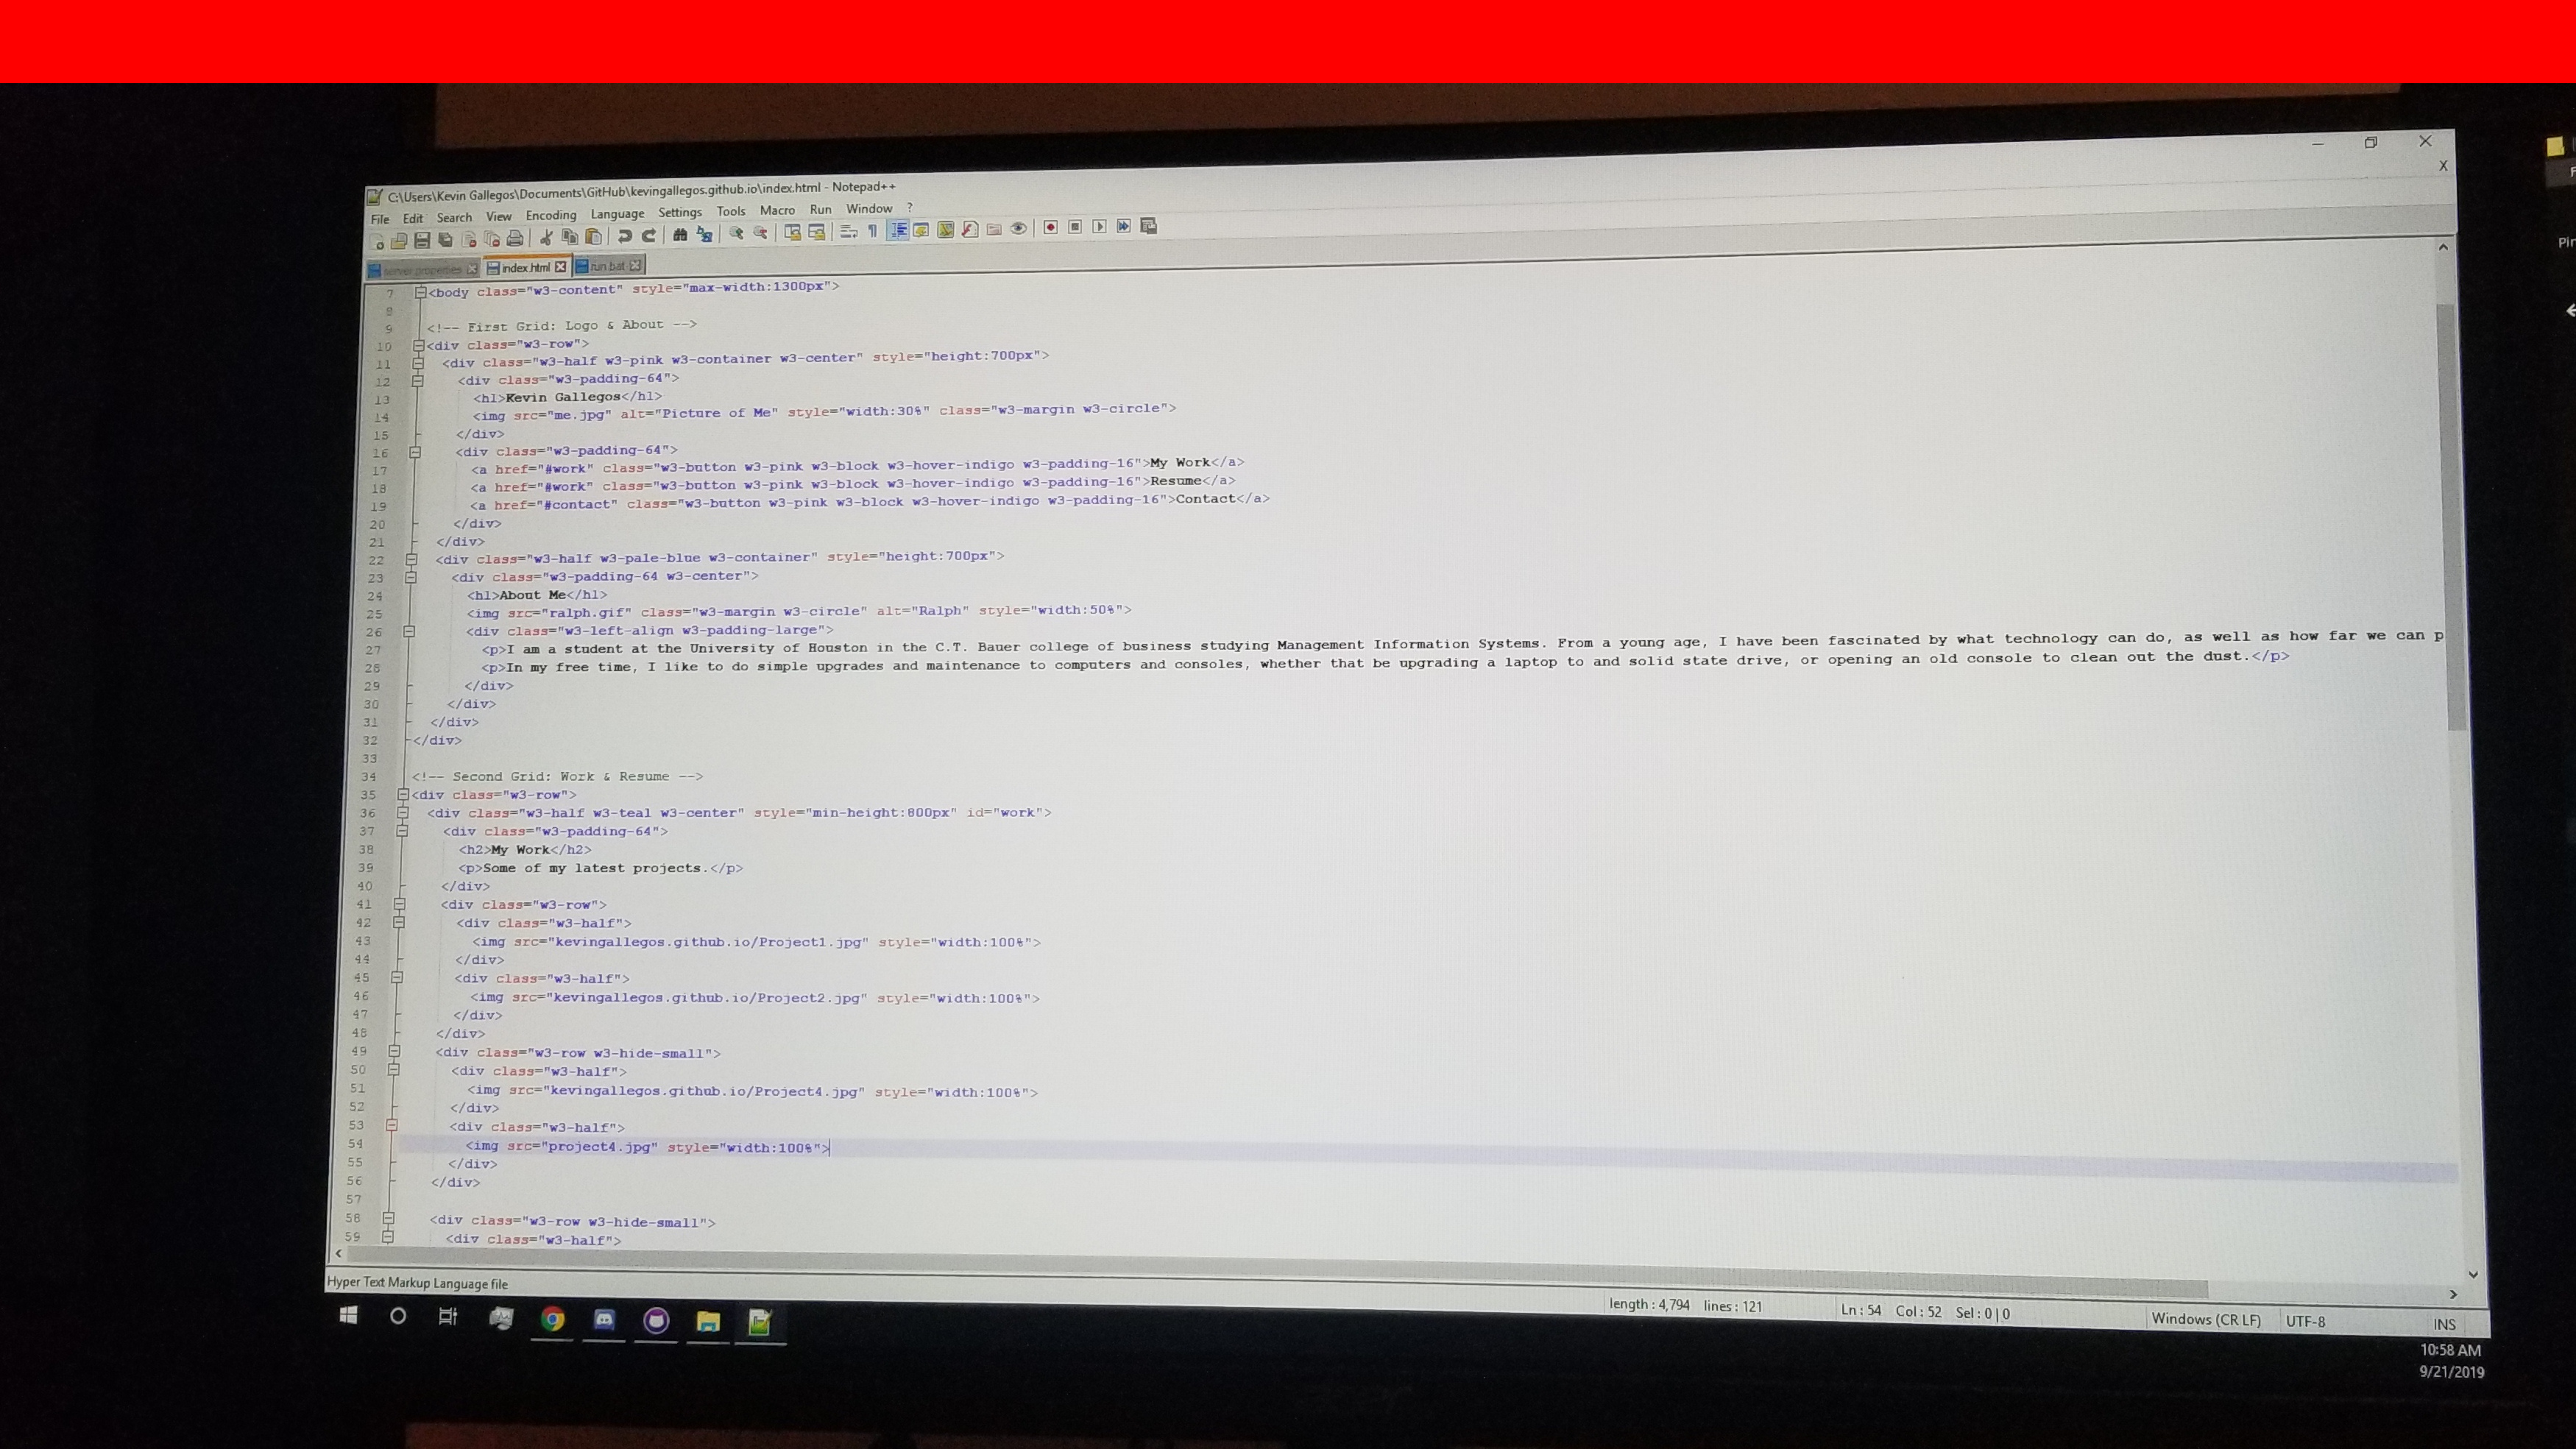 C:\Users\Kevin Gallegos\Documents\GitHub\kevingallegos.github.io\index.html - Notepad++
X
File Edit Search View Encoding Language Settings Tools Macro Run Window ?
server.properties index.html run.bat
7 <body class="w3-content" style="max-width:1300px">
8
9 <!-- First Grid: Logo & About -->
10 <div class="w3-row">
11 <div class="w3-half w3-pink w3-container w3-center" style="height:700px">
12 <div class="w3-padding-64">
13 <h1>Kevin Gallegos</h1>
14 <img src="me.jpg" alt="Picture of Me" style="width:30%" class="w3-margin w3-circle">
15 </div>
16 <div class="w3-padding-64">
17 <a href="#work" class="w3-button w3-pink w3-block w3-hover-indigo w3-padding-16">My Work</a>
18 <a href="#work" class="w3-button w3-pink w3-block w3-hover-indigo w3-padding-16">Resume</a>
19 <a href="#contact" class="w3-button w3-pink w3-block w3-hover-indigo w3-padding-16">Contact</a>
20 </div>
21 </div>
22 <div class="w3-half w3-pale-blue w3-container" style="height:700px">
23 <div class="w3-padding-64 w3-center">
24 <h1>About Me</h1>
25 <img src="ralph.gif" class="w3-margin w3-circle" alt="Ralph" style="width:50%">
26 <div class="w3-left-align w3-padding-large">
27 <p>I am a student at the University of Houston in the C.T. Bauer college of business studying Management Information Systems. From a young age, I have been fascinated by what technology can do, as well as how far we can p
28 <p>In my free time, I like to do simple upgrades and maintenance to computers and consoles, whether that be upgrading a laptop to and solid state drive, or opening an old console to clean out the dust.</p>
29 </div>
30 </div>
31 </div>
32 </div>
33
34 <!-- Second Grid: Work & Resume -->
35 <div class="w3-row">
36 <div class="w3-half w3-teal w3-center" style="min-height:800px" id="work">
37 <div class="w3-padding-64">
38 <h2>My Work</h2>
39 <p>Some of my latest projects.</p>
40 </div>
41 <div class="w3-row">
42 <div class="w3-half">
43 <img src="kevingallegos.github.io/Project1.jpg" style="width:100%">
44 </div>
45 <div class="w3-half">
46 <img src="kevingallegos.github.io/Project2.jpg" style="width:100%">
47 </div>
48 </div>
49 <div class="w3-row w3-hide-small">
50 <div class="w3-half">
51 <img src="kevingallegos.github.io/Project4.jpg" style="width:100%">
52 </div>
53 <div class="w3-half">
54 <img src="project4.jpg" style="width:100%">
55 </div>
56 </div>
57
58 <div class="w3-row w3-hide-small">
59 <div class="w3-half">
Hyper Text Markup Language file
length : 4,794 lines : 121 Ln : 54 Col : 52 Sel : 0 | 0 Windows (CR LF) UTF-8 INS
10:58 AM
9/21/2019